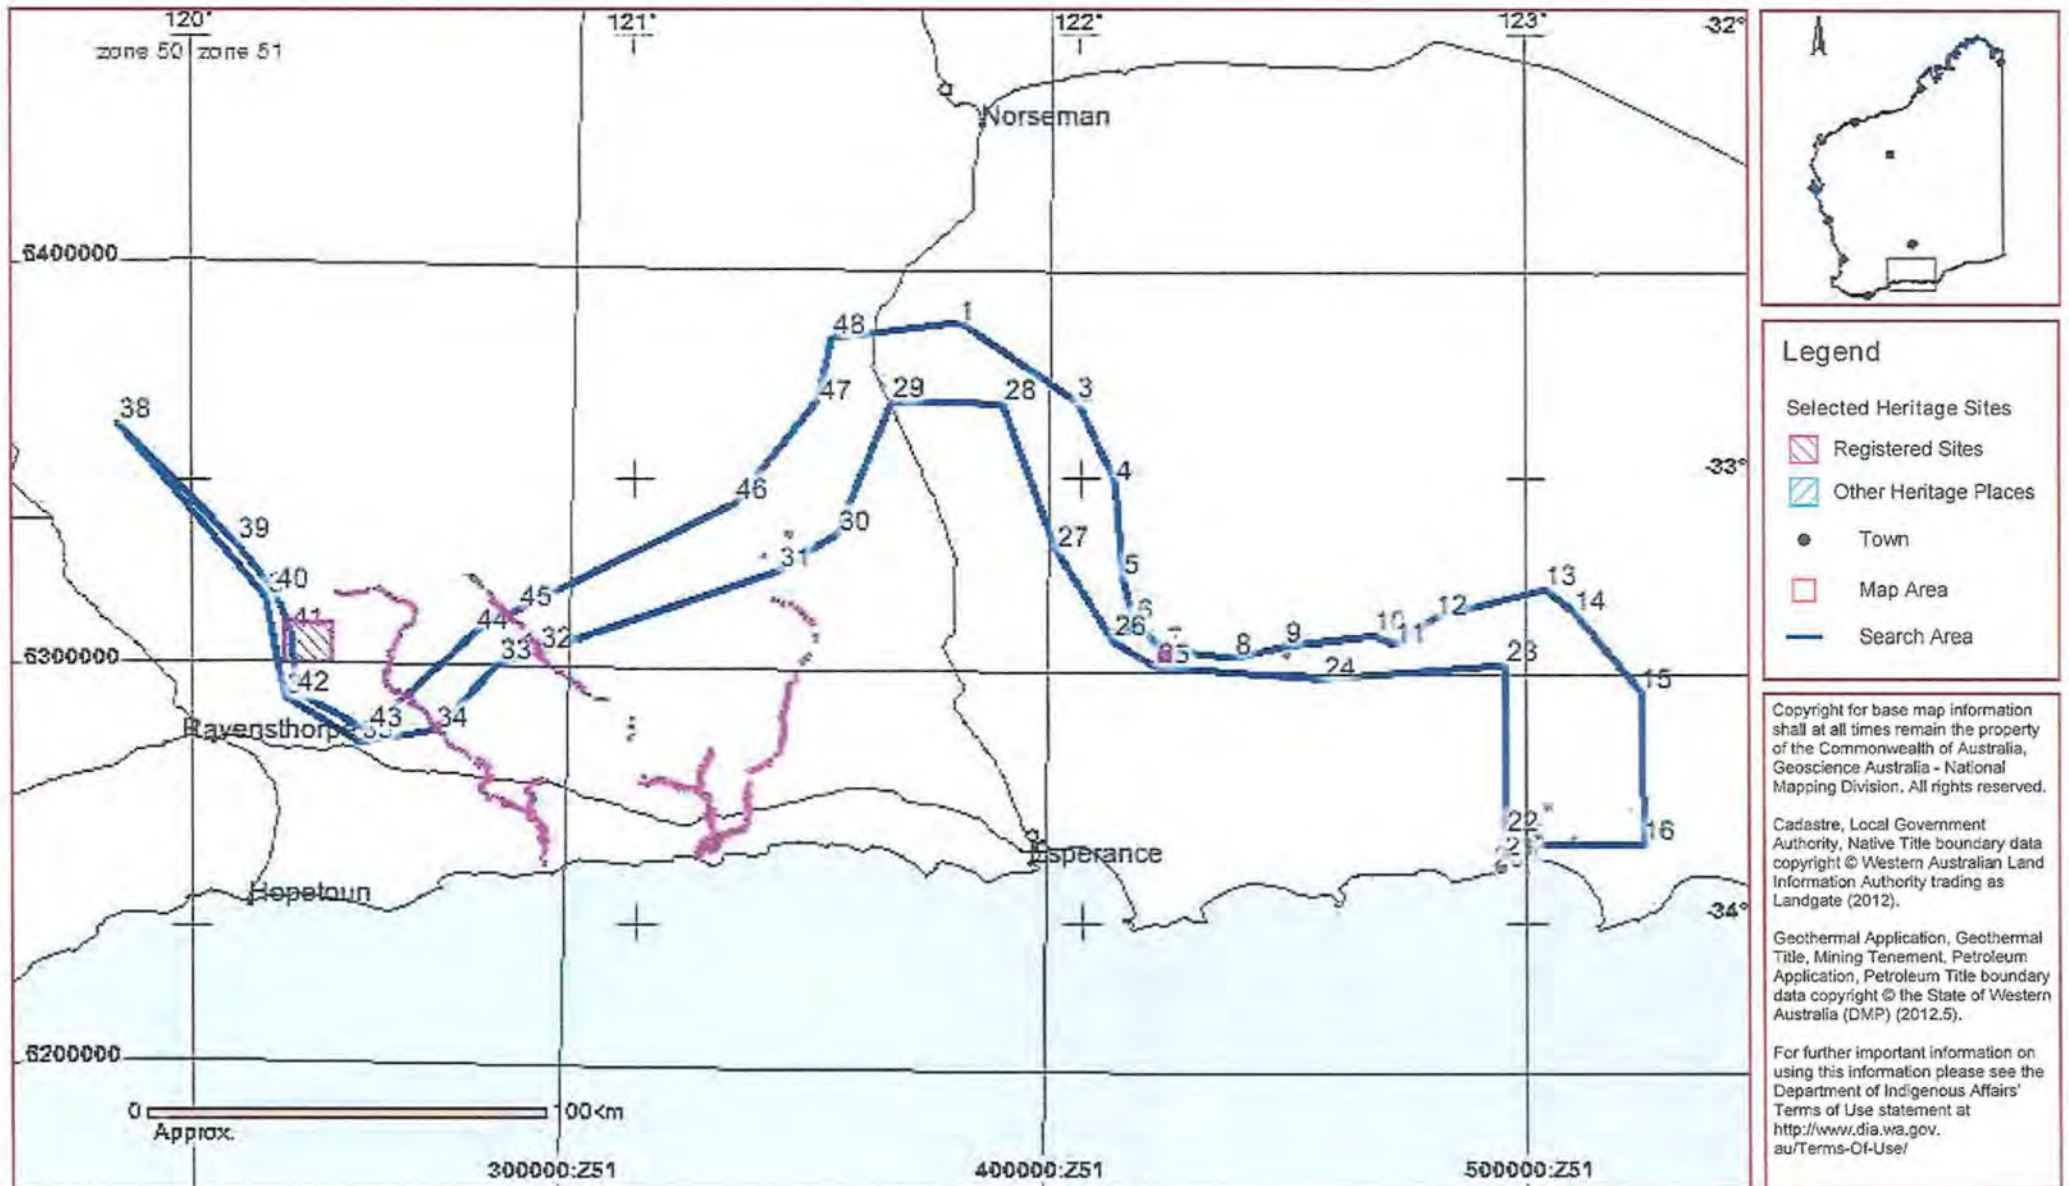 120°
121°
122°
123°
-32°
zone 50 zone 51
Norseman
6400000
48
1
47
29
28
3
38
-33°
4
46
39
30
27
31
5
40
13
45
14
41
44
6
12
26
10
32
9
11
33
8
6300000
25
23
24
15
42
43
34
Ravensthorpe
35
22
16
Esperance
Hopetoun
-34°
6200000
0
100km
Approx.
300000:Z51
400000:Z51
500000:Z51
Legend
Selected Heritage Sites
Registered Sites
Other Heritage Places
Town
Map Area
Search Area
Copyright for base map information
shall at all times remain the property
of the Commonwealth of Australia,
Geoscience Australia - National
Mapping Division. All rights reserved.
Cadastre, Local Government
Authority, Native Title boundary data
copyright © Western Australian Land
Information Authority trading as
Landgate (2012).
Geothermal Application, Geothermal
Title, Mining Tenement, Petroleum
Application, Petroleum Title boundary
data copyright © the State of Western
Australia (DMP) (2012.5).
For further important information on
using this information please see the
Department of Indigenous Affairs'
Terms of Use statement at
http://www.dia.wa.gov.
au/Terms-Of-Use/